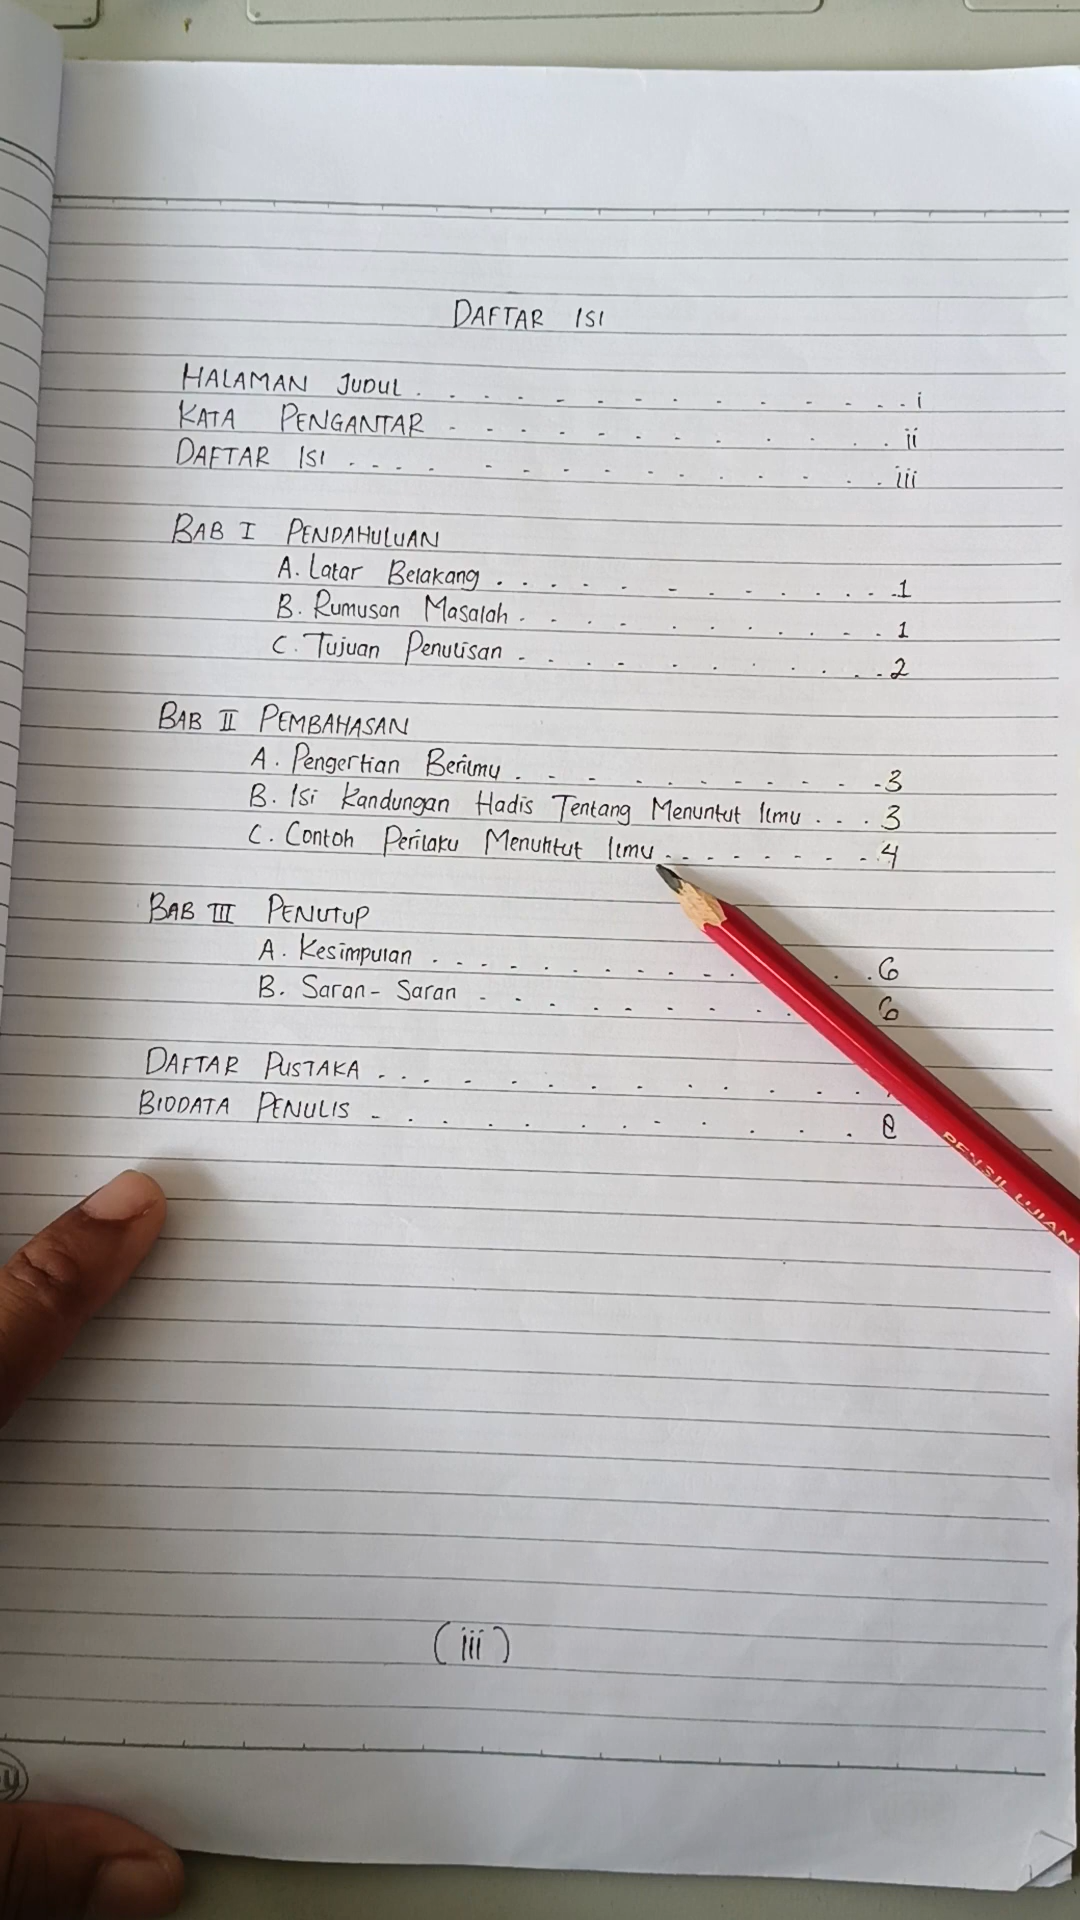 DAFTAR ISI
HALAMAN JUDUL . . . . . . . . . . . . . . i
KATA PENGANTAR . . . . . . . . . . . . ii
DAFTAR ISI . . . . . . . . . . . . . . iii
BAB I PENDAHULUAN
A. Latar Belakang . . . . . . . . . . . . 1
B. Rumusan Masalah . . . . . . . . . . . 1
C. Tujuan Penulisan . . . . . . . . . . . 2
BAB II PEMBAHASAN
A. Pengertian Berilmu . . . . . . . . . . . 3
B. Isi Kandungan Hadis Tentang Menuntut Ilmu . . . 3
C. Contoh Perilaku Menuntut Ilmu . . . . . . . 4
BAB III PENUTUP
A. Kesimpulan . . . . . . . . . . . 6
B. Saran - Saran . . . . . . . . 6
DAFTAR PUSTAKA . . . . . . . . . . . .
BIODATA PENULIS . . . . . . . . . . . 8
PENSIL UJIAN
(iii)